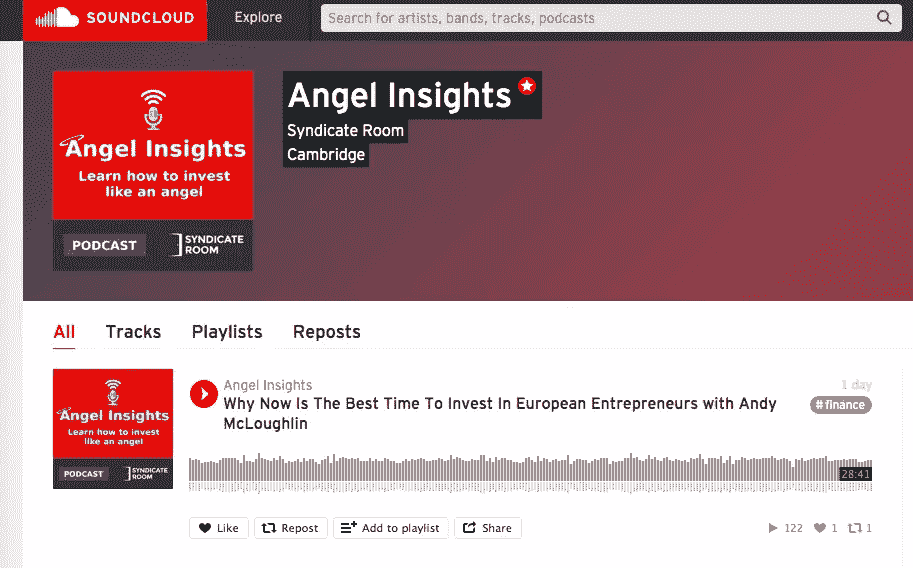 SOUNDCLOUD
Explore
Search for artists, bands, tracks, podcasts
Angel Insights
Learn how to invest
like an angel
PODCAST
SYNDICATE
ROOM
Angel Insights
Syndicate Room
Cambridge
All
Tracks
Playlists
Reposts
Angel Insights
Learn how to invest
like an angel
PODCAST
SYNDICATE
ROOM
Angel Insights
1 day
Why Now Is The Best Time To Invest In European Entrepreneurs with Andy
McLoughlin
#finance
28:41
Like
Repost
Add to playlist
Share
122
1
1